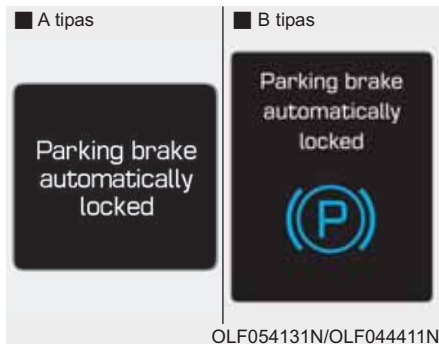 ■ A tipas
Parking brake
automatically
locked
■ B tipas
Parking brake
automatically
locked
P
OLF054131N/OLF044411N